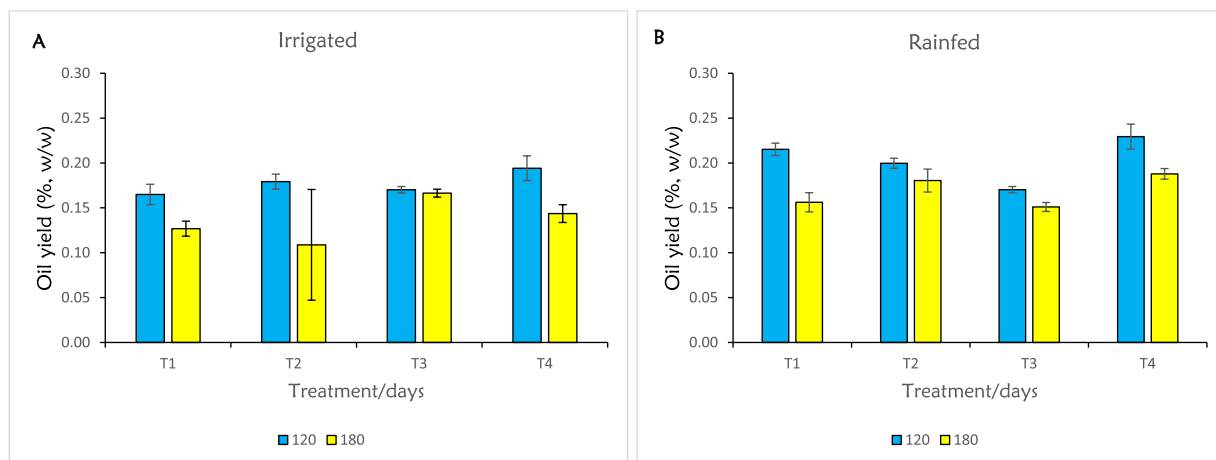 A
Irrigated
Oil yield (%, w/w)
0.30
0.25
0.20
0.15
0.10
0.05
0.00
T1 T2 T3 T4
Treatment/days
120 180
B
Rainfed
Oil yield (%, w/w)
0.30
0.25
0.20
0.15
0.10
0.05
0.00
T1 T2 T3 T4
Treatment/days
120 180